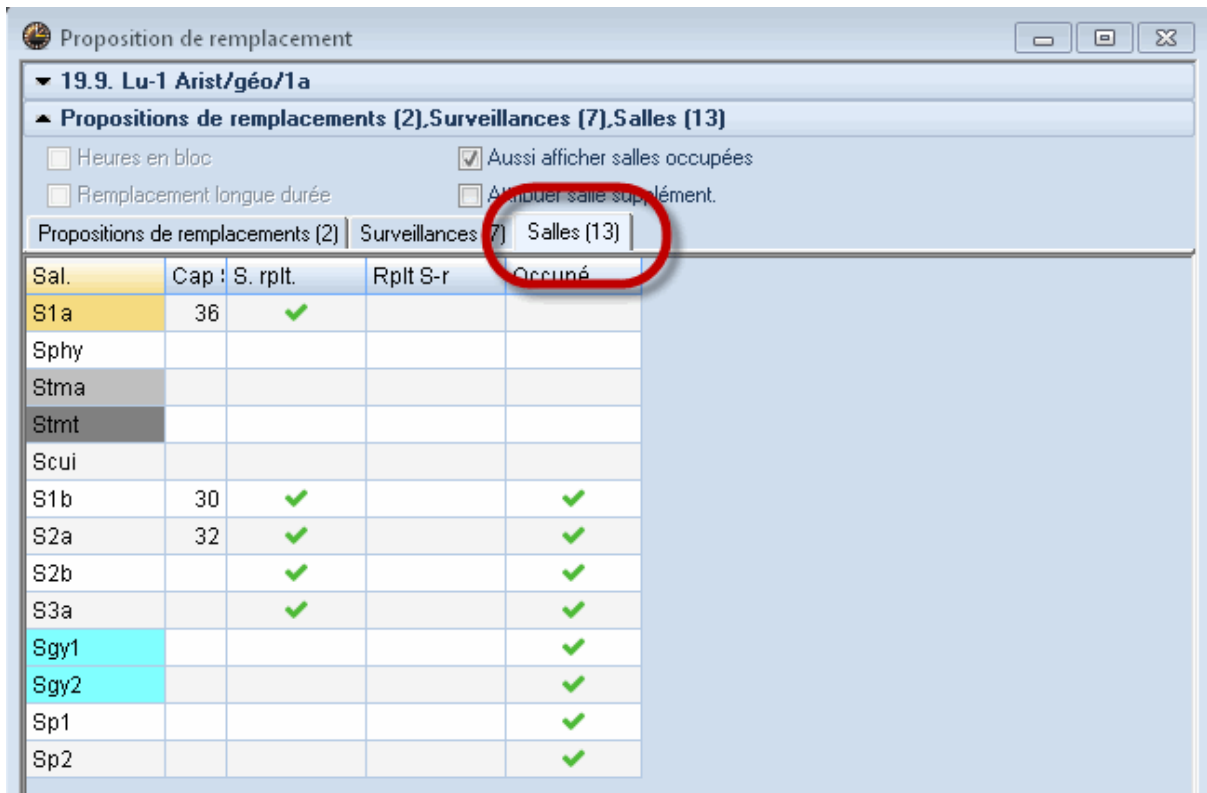 Proposition de remplacement
19.9. Lu-1 Arist/géo/1a
Propositions de remplacements (2),Surveillances (7),Salles (13)
Heures en bloc Aussi afficher salles occupées
Remplacement longue durée Attribuer salle supplément.
Propositions de remplacements (2) Surveillances (7) Salles (13)
Sal. Cap S. rplt. Rplt S-r Occupé
S1a 36
Sphy
Stma
Stmt
Scui
S1b 30
S2a 32
S2b
S3a
Sgy1
Sgy2
Sp1
Sp2